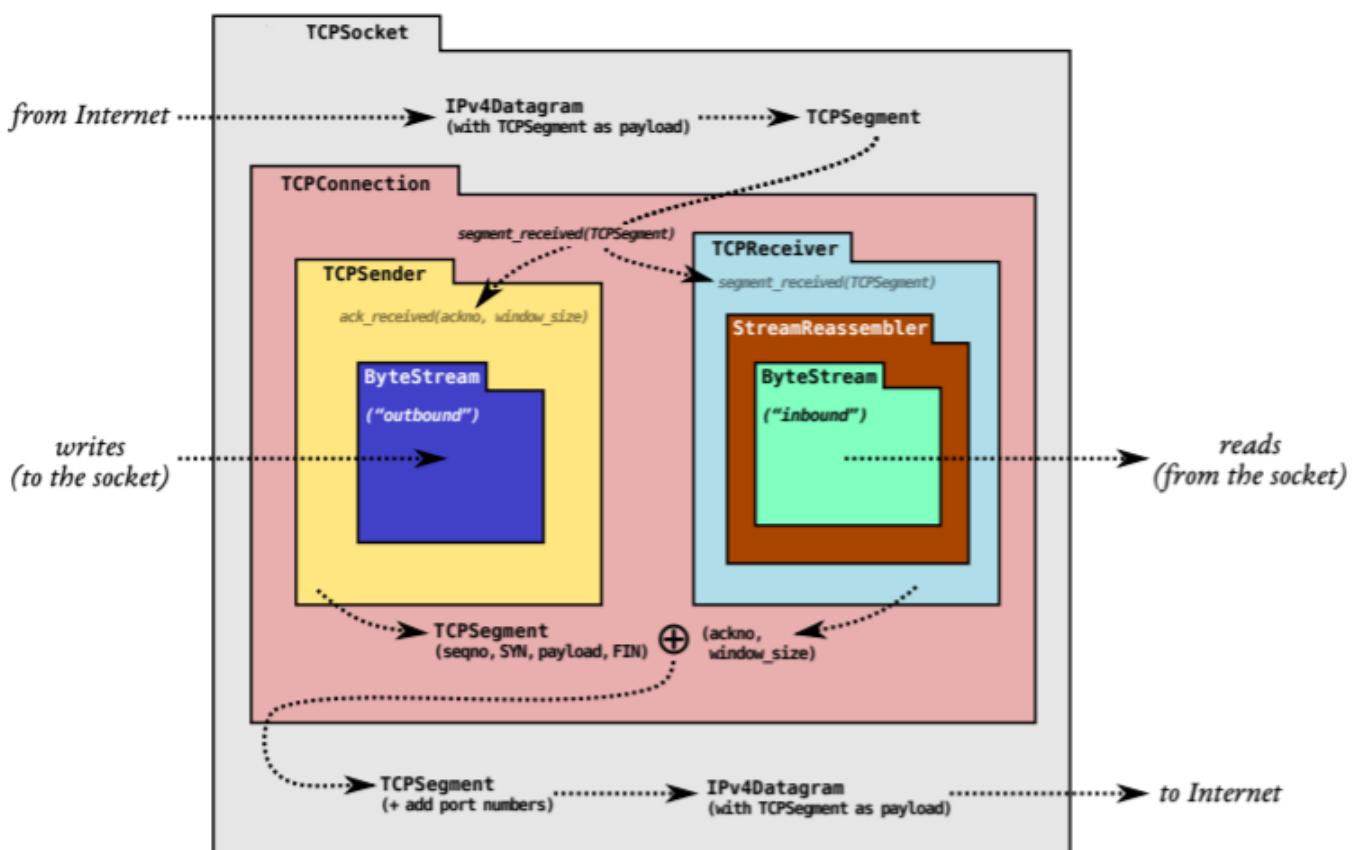 TCPSocket
from Internet
IPv4Datagram
(with TCPSegment as payload)
TCPSegment
TCPConnection
segment_received(TCPSegment)
TCPReceiver
segment_received(TCPSegment)
TCPSender
ack_received(ackno, window_size)
StreamReassembler
ByteStream
(“outbound”)
ByteStream
(“inbound”)
writes
(to the socket)
reads
(from the socket)
TCPSegment
(seqno, SYN, payload, FIN)
(ackno,
window_size)
TCPSegment
(+ add port numbers)
IPv4Datagram
(with TCPSegment as payload)
to Internet